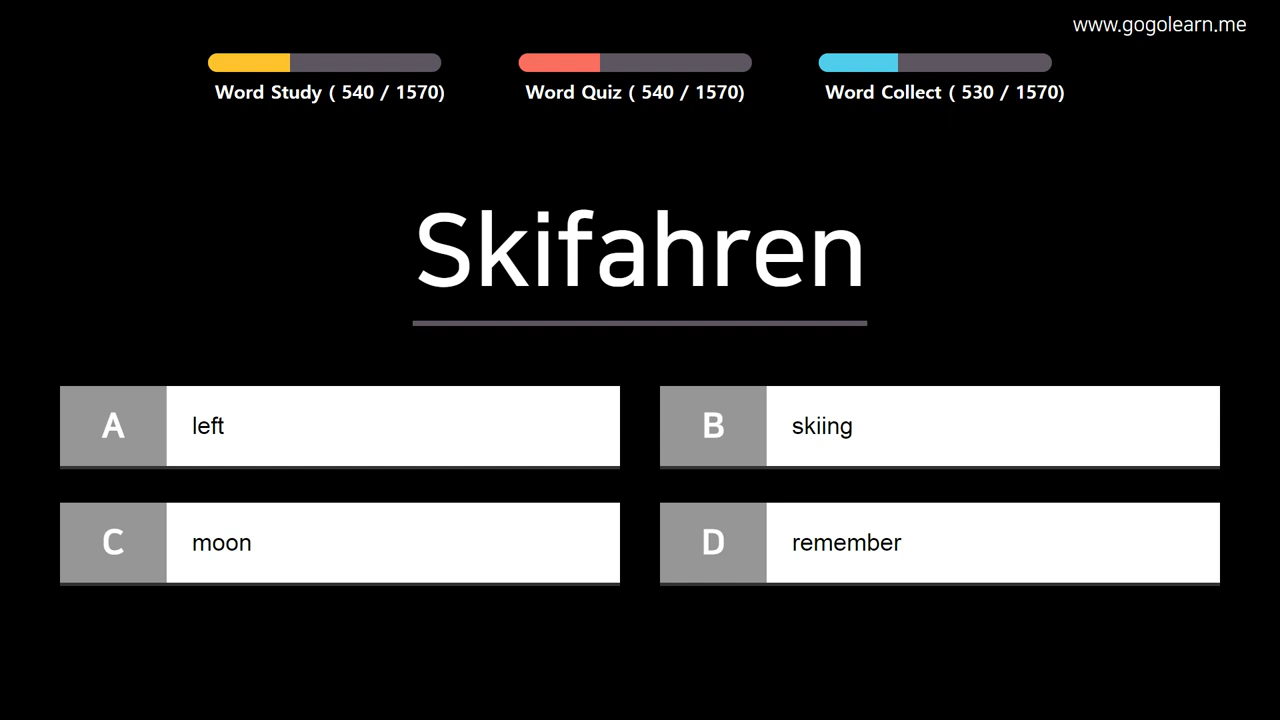 www.gogolearn.me
Word Study ( 540 / 1570)
Word Quiz ( 540 / 1570)
Word Collect ( 530 / 1570)
Skifahren
A left
B skiing
C moon
D remember